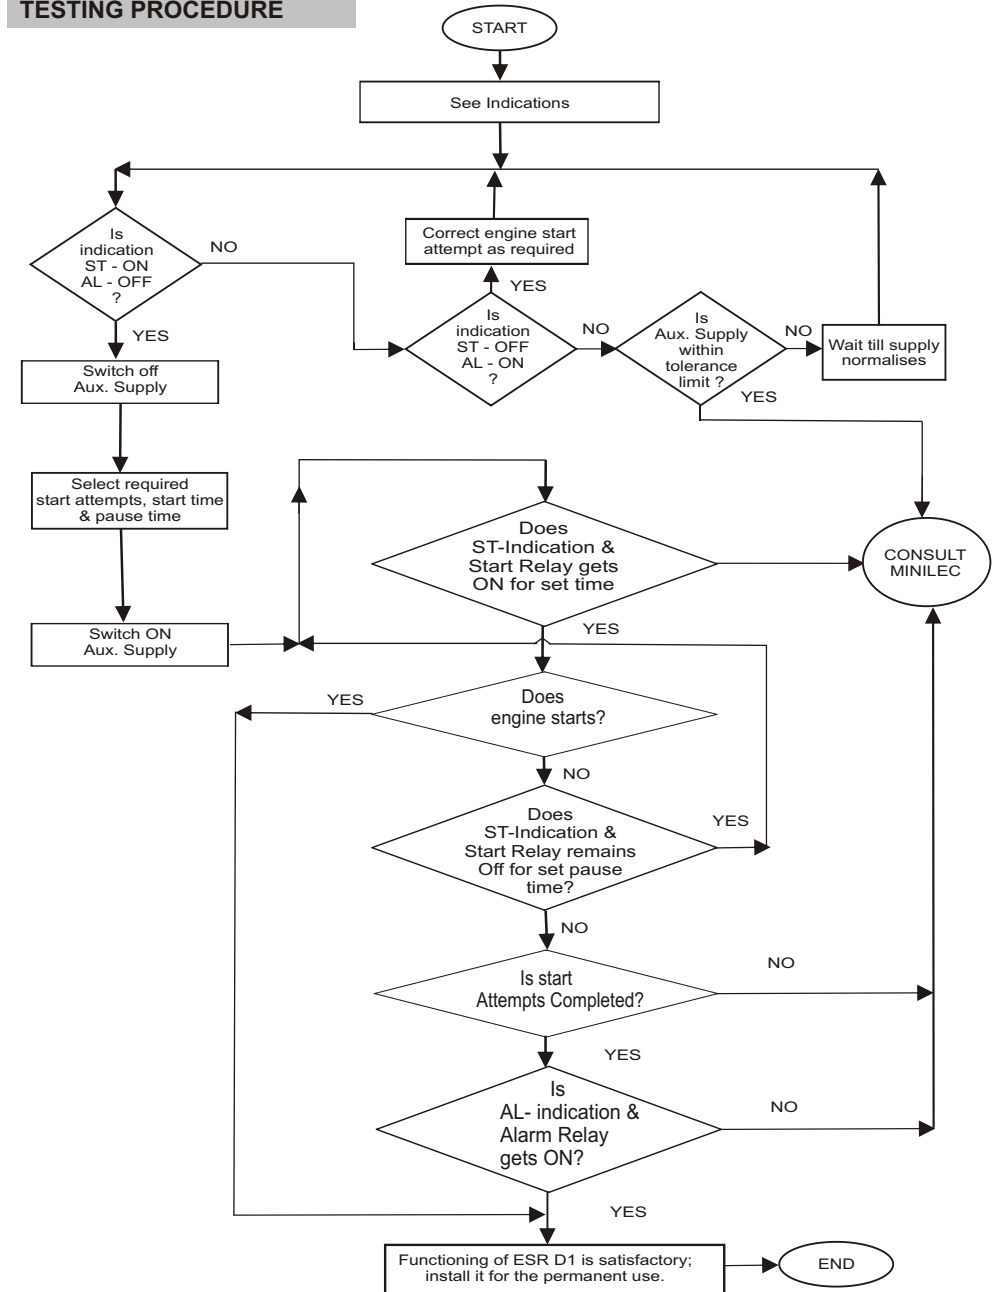 TESTING PROCEDURE
START
See Indications
Is
indication
ST - ON
AL - OFF
?
NO
YES
Correct engine start
attempt as required
YES
Is
indication
ST - OFF
AL - ON
?
NO
Is
Aux. Supply
within
tolerance
limit ?
NO
YES
Wait till supply
normalises
Switch off
Aux. Supply
Select required
start attempts, start time
& pause time
Switch ON
Aux. Supply
Does
ST-Indication &
Start Relay gets
ON for set time
YES
CONSULT
MINILEC
Does
engine starts?
YES
NO
Does
ST-Indication &
Start Relay remains
Off for set pause
time?
YES
NO
Is start
Attempts Completed?
NO
YES
Is
AL- indication &
Alarm Relay
gets ON?
NO
YES
Functioning of ESR D1 is satisfactory;
install it for the permanent use.
END